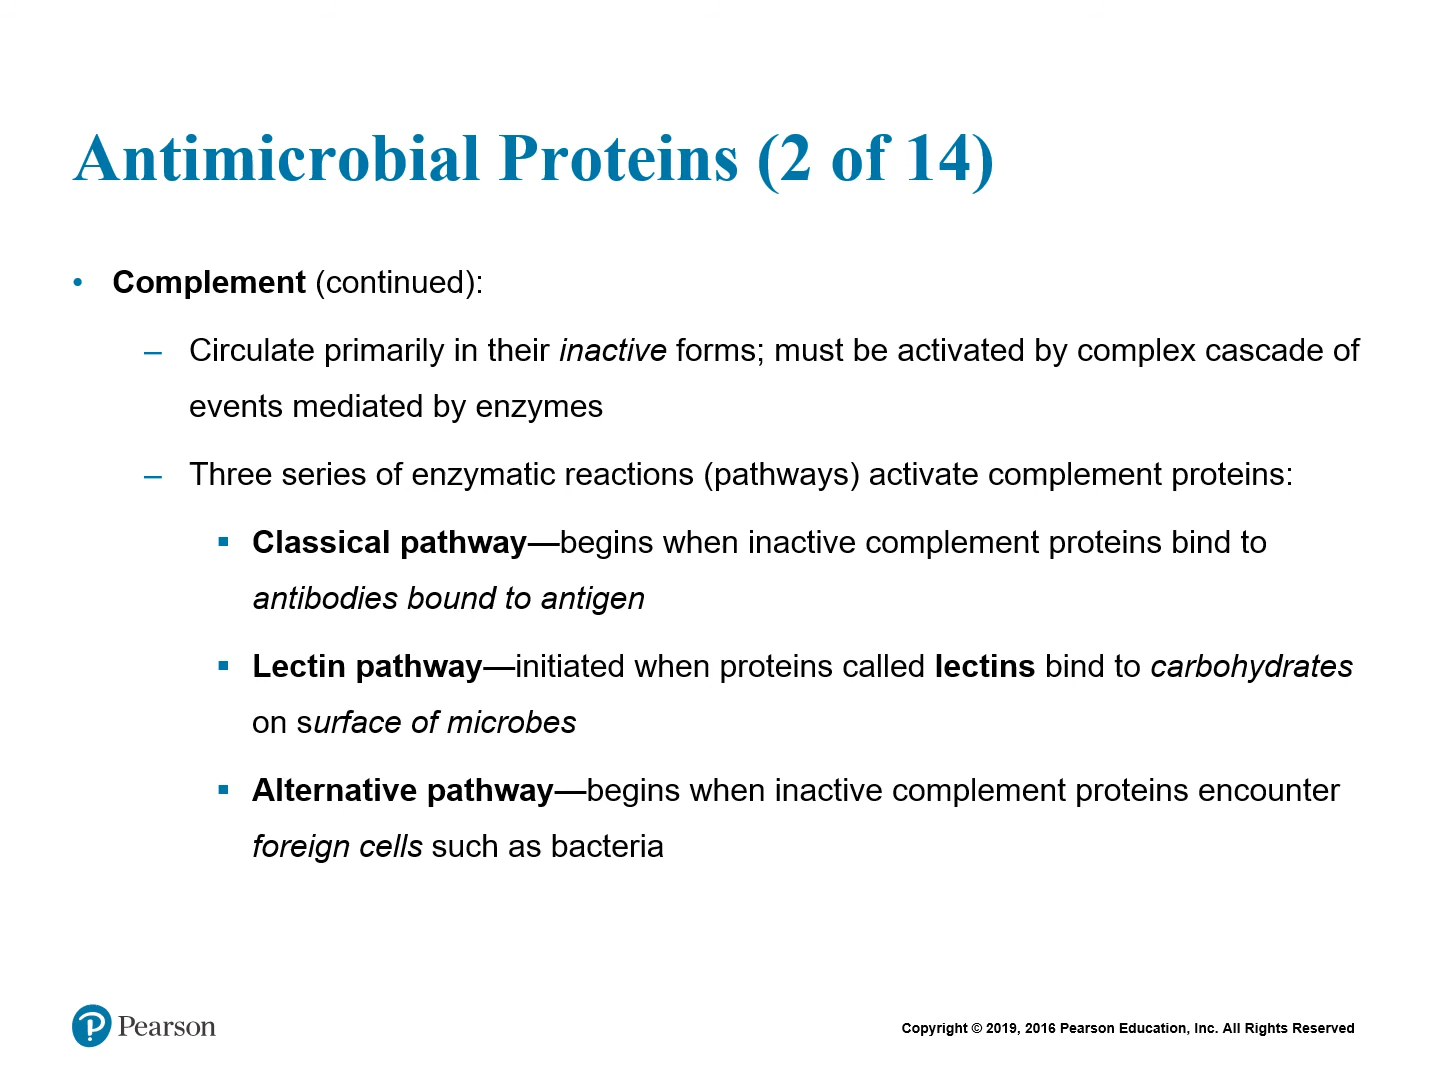 Antimicrobial Proteins (2 of 14)
• Complement (continued):
– Circulate primarily in their inactive forms; must be activated by complex cascade of
events mediated by enzymes
– Three series of enzymatic reactions (pathways) activate complement proteins:
▪ Classical pathway—begins when inactive complement proteins bind to
antibodies bound to antigen
▪ Lectin pathway—initiated when proteins called lectins bind to carbohydrates
on surface of microbes
▪ Alternative pathway—begins when inactive complement proteins encounter
foreign cells such as bacteria
Pearson
Copyright © 2019, 2016 Pearson Education, Inc. All Rights Reserved